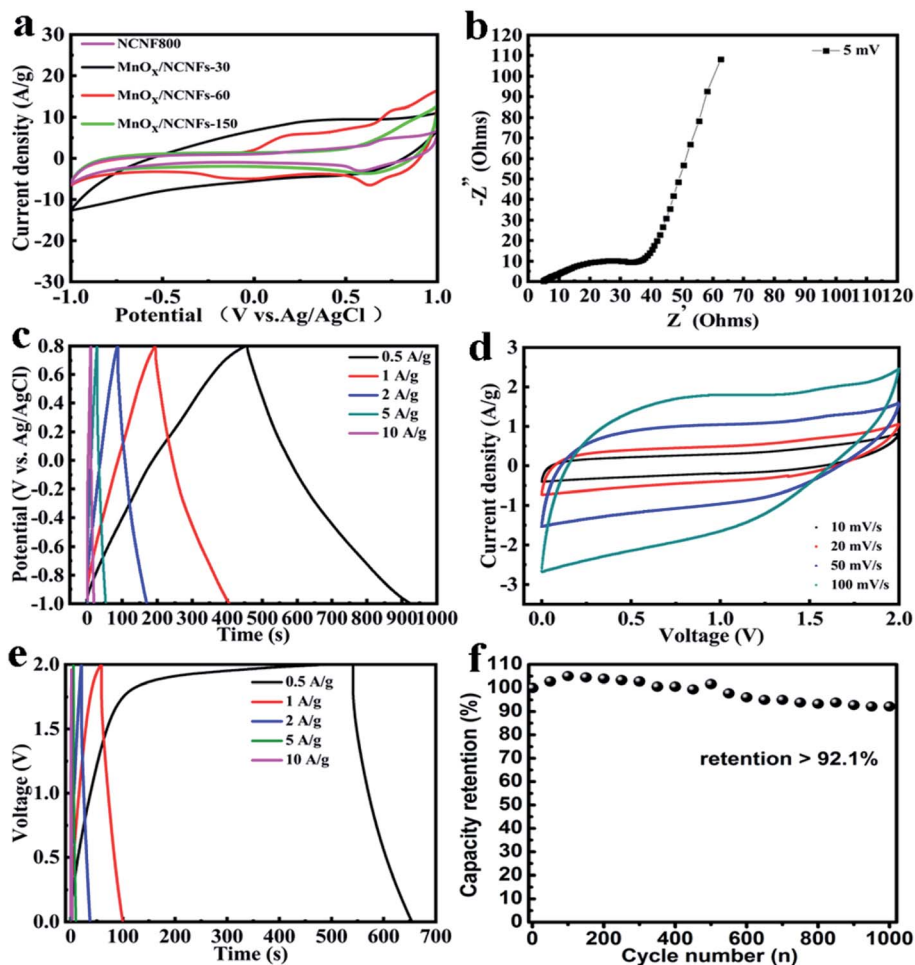 a
30
20
10
0
-10
-20
-30
Current density (A/g)
NCNF800
MnOx/NCNFs-30
MnOx/NCNFs-60
MnOx/NCNFs-150
-1.0 -0.5 0.0 0.5 1.0
Potential （V vs.Ag/AgCl ）
b
110
100
90
80
70
60
50
40
30
20
10
0
-Z'' (Ohms)
5 mV
0 10 20 30 40 50 60 70 80 90 100 110 120
Z' (Ohms)
c
0.8
0.6
0.4
0.2
0.0
-0.2
-0.4
-0.6
-0.8
-1.0
Potential (V vs. Ag/AgCl)
0.5 A/g
1 A/g
2 A/g
5 A/g
10 A/g
0 100 200 300 400 500 600 700 800 900 1000
Time (s)
d
3
2
1
0
-1
-2
-3
Current density (A/g)
10 mV/s
20 mV/s
50 mV/s
100 mV/s
0.0 0.5 1.0 1.5 2.0
Voltage (V)
e
2.0
1.5
1.0
0.5
0.0
Voltage (V)
0.5 A/g
1 A/g
2 A/g
5 A/g
10 A/g
0 100 200 300 400 500 600 700
Time (s)
f
110
100
90
80
70
60
50
40
30
20
10
0
Capacity retention (%)
retention > 92.1%
0 200 400 600 800 1000
Cycle number (n)